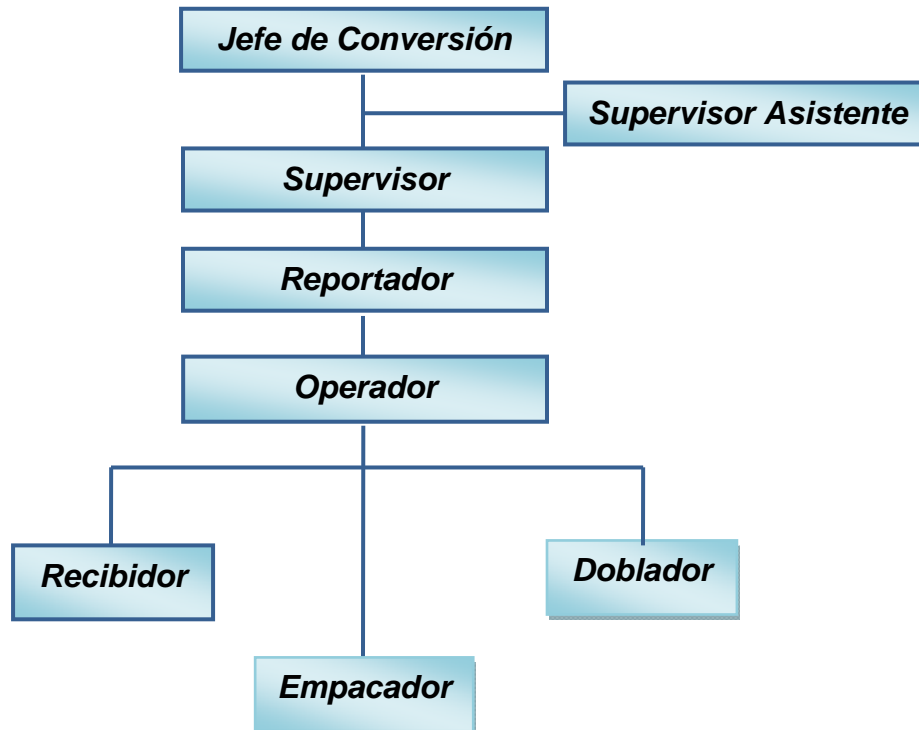 Jefe de Conversión
Supervisor Asistente
Supervisor
Reportador
Operador
Recibidor
Doblador
Empacador